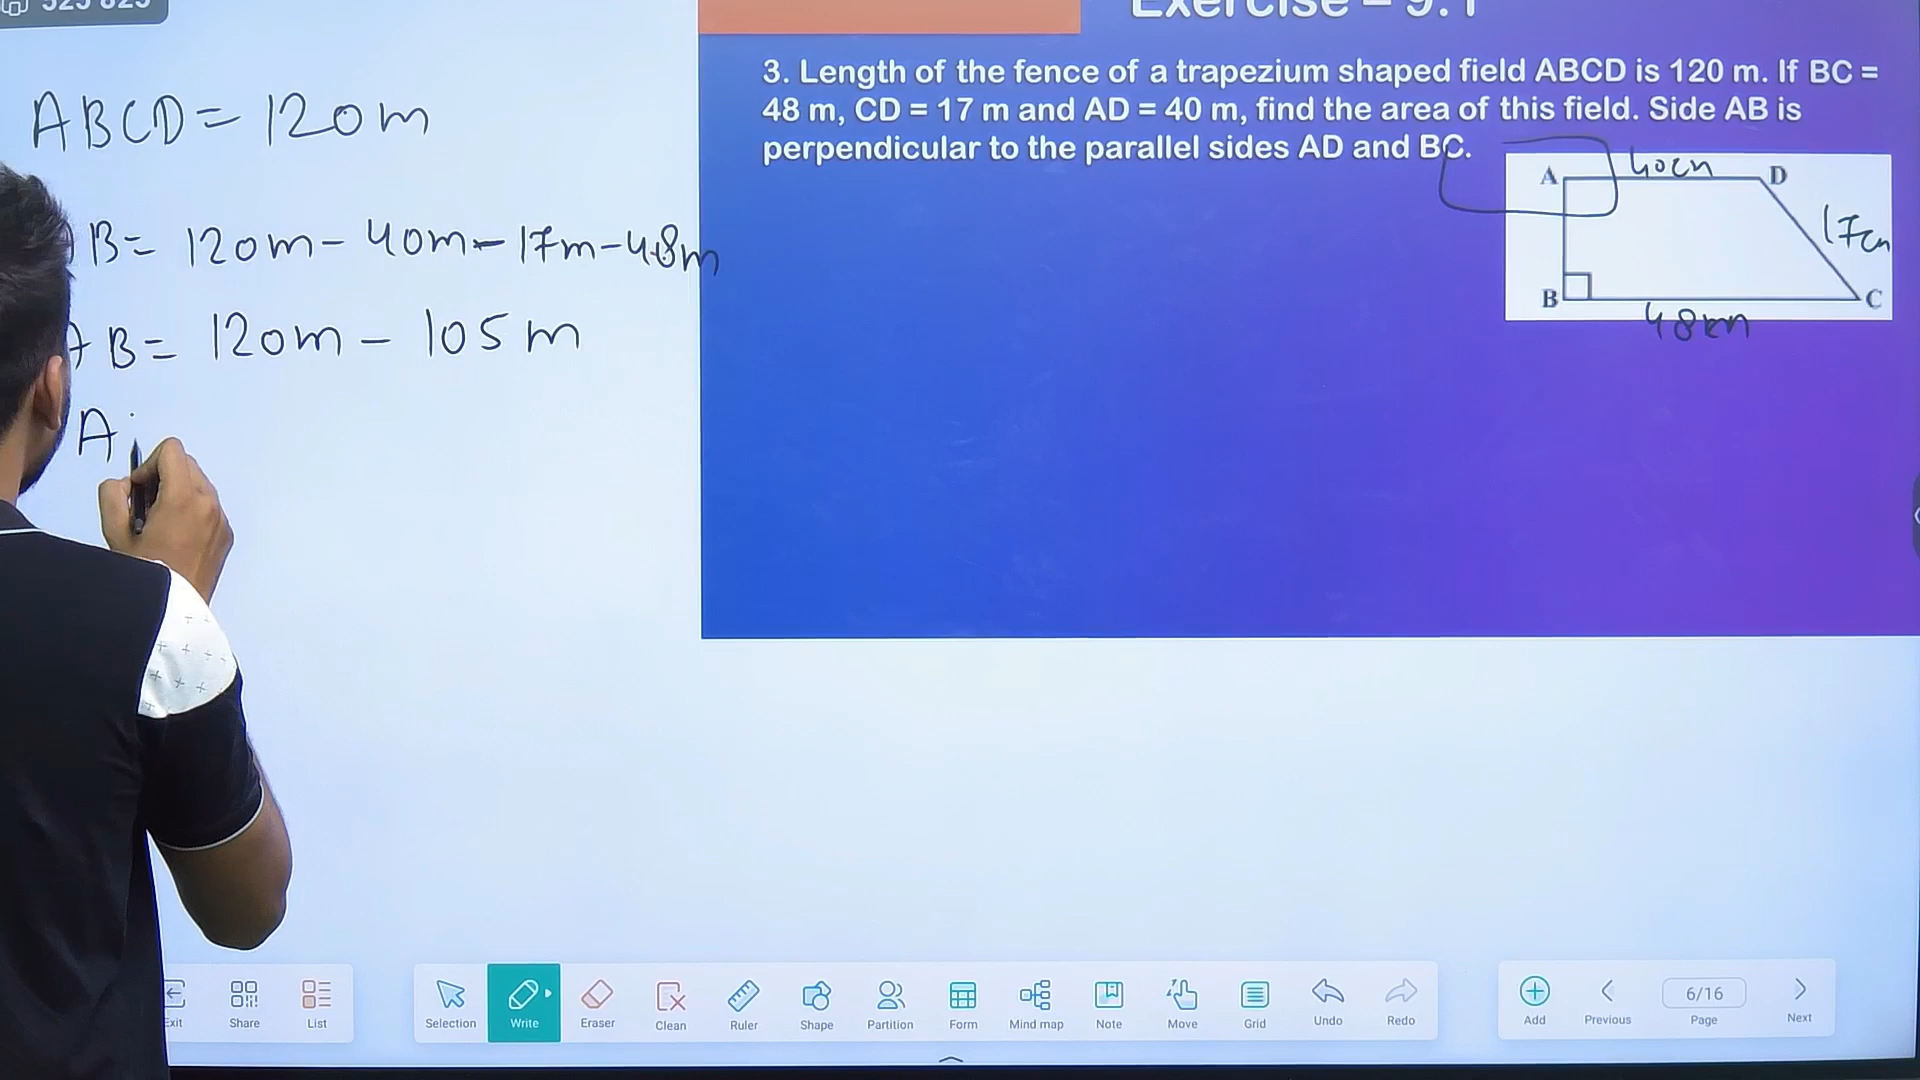 525 825
Exercise – 9.1
ABCD = 120m
B = 120m - 40m - 17m - 48m
AB = 120m - 105m
A
3. Length of the fence of a trapezium shaped field ABCD is 120 m. If BC =
48 m, CD = 17 m and AD = 40 m, find the area of this field. Side AB is
perpendicular to the parallel sides AD and BC.
A 40cm D
17cm
B C
48cm
Exit Share List
Selection Write Eraser Clean Ruler Shape Partition Form Mind map Note Move Grid Undo Redo
Add Previous 6/16 Page Next